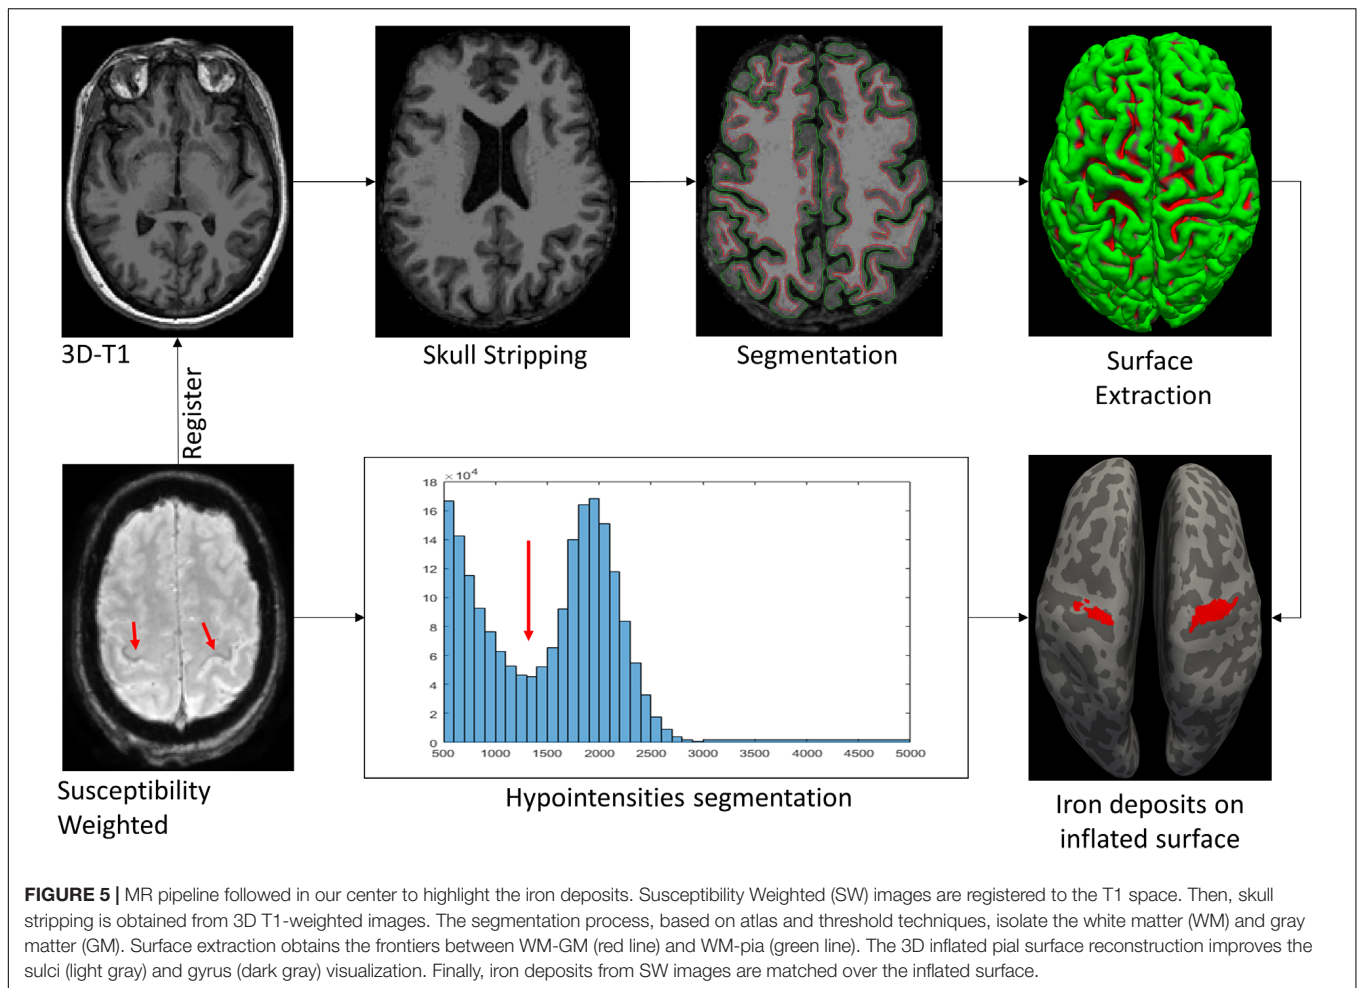 3D-T1
Skull Stripping
Segmentation
Surface
Extraction
Register
×10⁴
18
16
14
12
10
8
6
4
2
0
500 1000 1500 2000 2500 3000 3500 4000 4500 5000
Susceptibility
Weighted
Hypointensities segmentation
Iron deposits on
inflated surface
FIGURE 5 | MR pipeline followed in our center to highlight the iron deposits. Susceptibility Weighted (SW) images are registered to the T1 space. Then, skull
stripping is obtained from 3D T1-weighted images. The segmentation process, based on atlas and threshold techniques, isolate the white matter (WM) and gray
matter (GM). Surface extraction obtains the frontiers between WM-GM (red line) and WM-pia (green line). The 3D inflated pial surface reconstruction improves the
sulci (light gray) and gyrus (dark gray) visualization. Finally, iron deposits from SW images are matched over the inflated surface.